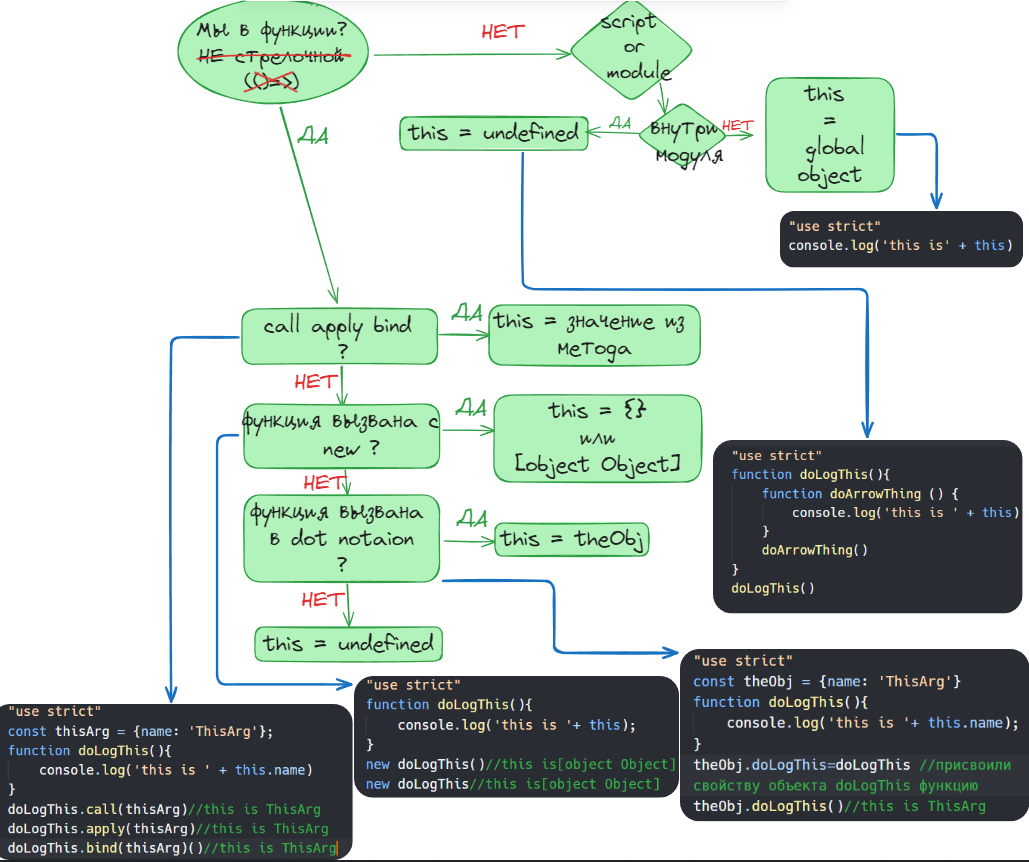 Мы в функции?
НЕ стрелочной
(()=>)
НЕТ
script
or
module
ДА
this = undefined
ДА
внутри
модуля
НЕТ
this
=
global
object
"use strict"
console.log('this is' + this)
call apply bind
?
ДА
this = значение из
метода
НЕТ
функция вызвана с
new ?
ДА
this = {}
или
[object Object]
НЕТ
функция вызвана
в dot notaion
?
ДА
this = theObj
НЕТ
this = undefined
"use strict"
function doLogThis(){
function doArrowThing () {
console.log('this is ' + this)
}
doArrowThing()
}
doLogThis()
"use strict"
const thisArg = {name: 'ThisArg'};
function doLogThis(){
console.log('this is ' + this.name)
}
doLogThis.call(thisArg)//this is ThisArg
doLogThis.apply(thisArg)//this is ThisArg
doLogThis.bind(thisArg)()//this is ThisArg
"use strict"
function doLogThis(){
console.log('this is '+ this);
}
new doLogThis()//this is[object Object]
new doLogThis//this is[object Object]
"use strict"
const theObj = {name: 'ThisArg'}
function doLogThis(){
console.log('this is '+ this.name);
}
theObj.doLogThis=doLogThis //присвоили
свойству объекта doLogThis функцию
theObj.doLogThis()//this is ThisArg